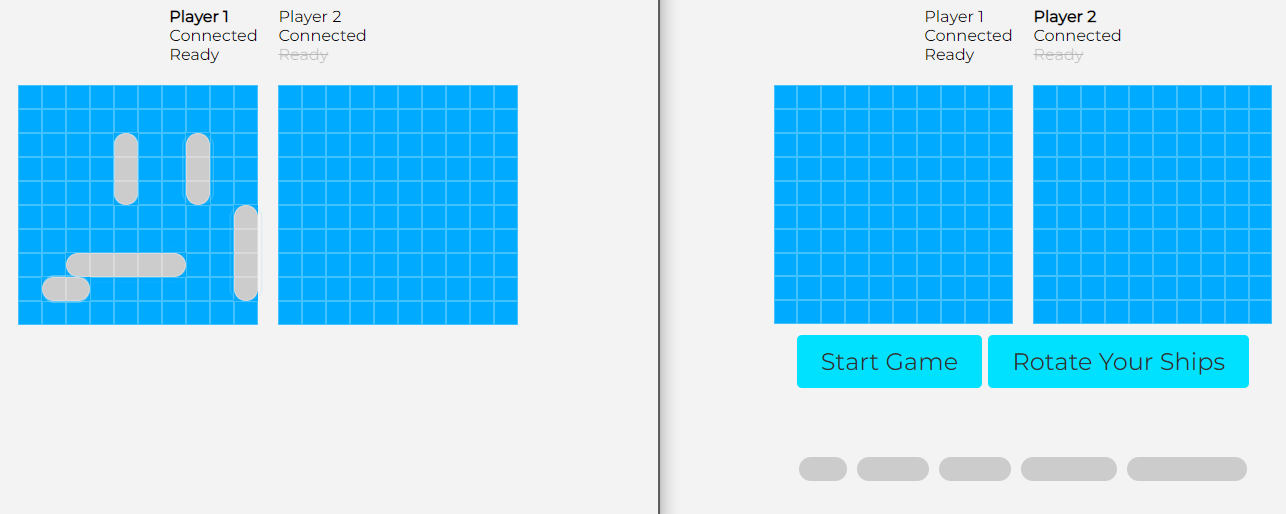 Player 1
Connected
Ready
Player 2
Connected
Ready
Player 1
Connected
Ready
Player 2
Connected
Ready
Start Game
Rotate Your Ships